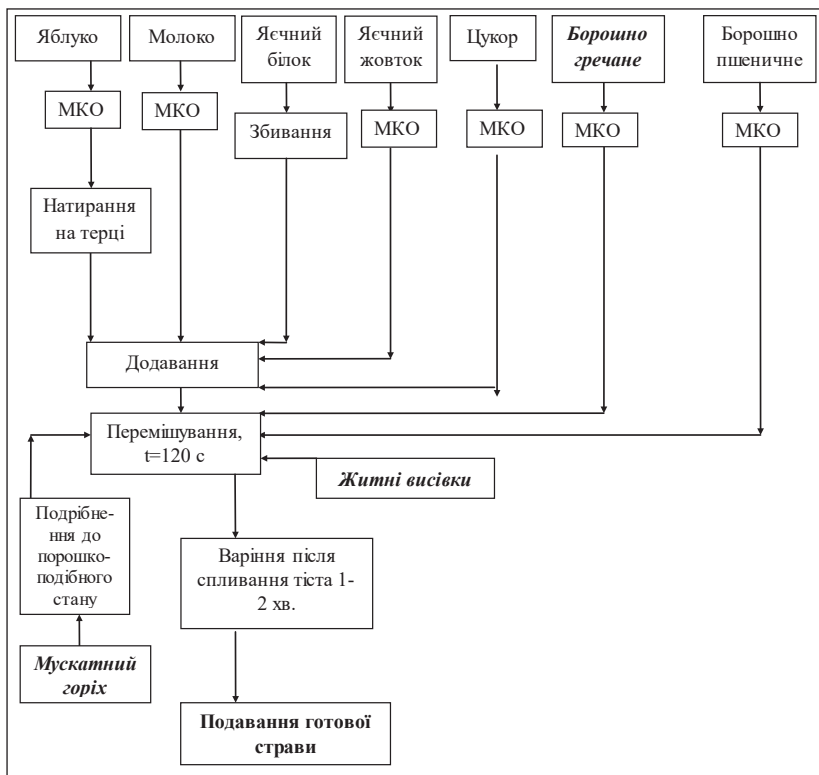 Яблуко
Молоко
Яєчний
білок
Яєчний
жовток
Цукор
Борошно
гречане
Борошно
пшеничне
МКО
МКО
Збивання
МКО
МКО
МКО
МКО
Натирання
на терці
Додавання
Перемішування,
t=120 с
Житні висівки
Подрібне-
ння до
порошко-
подібного
стану
Варіння після
спливання тіста 1-
2 хв.
Мускатний
горіх
Подавання готової
страви